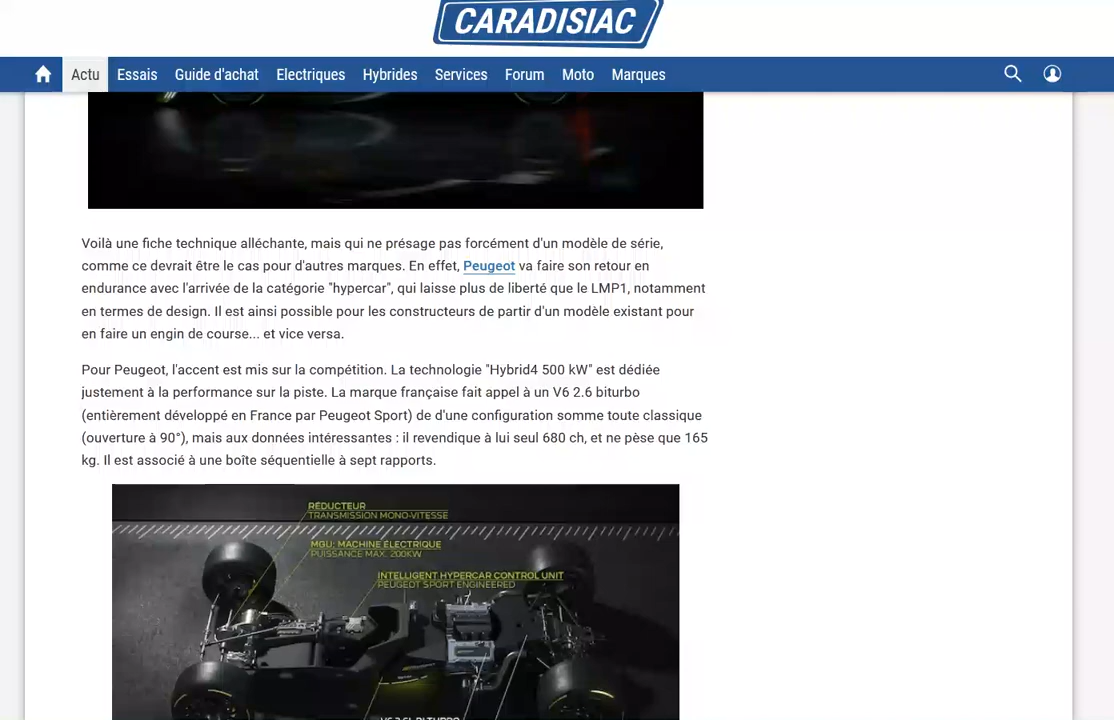 CARADISIAC
Actu Essais Guide d'achat Electriques Hybrides Services Forum Moto Marques
Voilà une fiche technique alléchante, mais qui ne présage pas forcément d'un modèle de série,
comme ce devrait être le cas pour d'autres marques. En effet, Peugeot va faire son retour en
endurance avec l'arrivée de la catégorie "hypercar", qui laisse plus de liberté que le LMP1, notamment
en termes de design. Il est ainsi possible pour les constructeurs de partir d'un modèle existant pour
en faire un engin de course... et vice versa.
Pour Peugeot, l'accent est mis sur la compétition. La technologie "Hybrid4 500 kW" est dédiée
justement à la performance sur la piste. La marque française fait appel à un V6 2.6 biturbo
(entièrement développé en France par Peugeot Sport) de d'une configuration somme toute classique
(ouverture à 90°), mais aux données intéressantes : il revendique à lui seul 680 ch, et ne pèse que 165
kg. Il est associé à une boîte séquentielle à sept rapports.
RÉDUCTEUR
TRANSMISSION MONO-VITESSE
MGU: MACHINE ÉLECTRIQUE
PUISSANCE MAX. 200KW
INTELLIGENT HYPERCAR CONTROL UNIT
PEUGEOT SPORT ENGINEERED